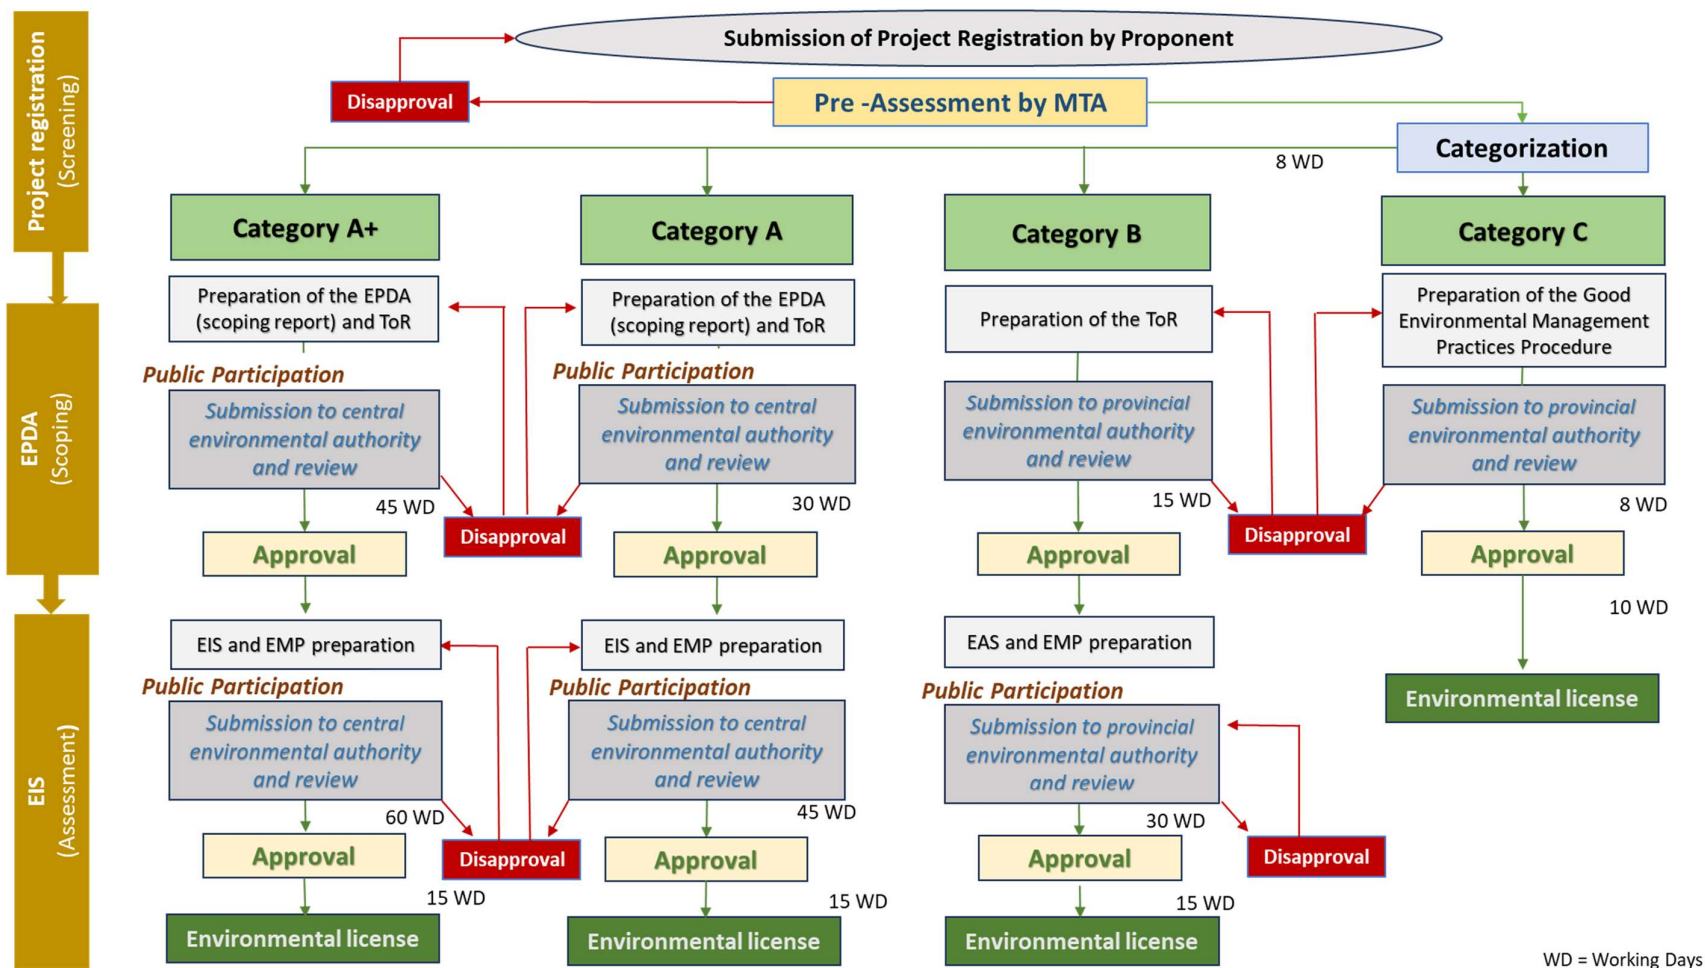 Project registration
(Screening)
EPDA
(Scoping)
EIS
(Assessment)
Submission of Project Registration by Proponent
Disapproval
Pre -Assessment by MTA
Categorization
8 WD
Category A+
Category A
Category B
Category C
Preparation of the EPDA
(scoping report) and ToR
Preparation of the EPDA
(scoping report) and ToR
Preparation of the ToR
Preparation of the Good
Environmental Management
Practices Procedure
Public Participation
Public Participation
Submission to central
environmental authority
and review
Submission to central
environmental authority
and review
Submission to provincial
environmental authority
and review
Submission to provincial
environmental authority
and review
45 WD
30 WD
15 WD
8 WD
Disapproval
Disapproval
Approval
Approval
Approval
Approval
10 WD
EIS and EMP preparation
EIS and EMP preparation
EAS and EMP preparation
Environmental license
Public Participation
Public Participation
Public Participation
Submission to central
environmental authority
and review
Submission to central
environmental authority
and review
Submission to provincial
environmental authority
and review
60 WD
45 WD
30 WD
Approval
Disapproval
Approval
Approval
Disapproval
15 WD
15 WD
15 WD
Environmental license
Environmental license
Environmental license
WD = Working Days